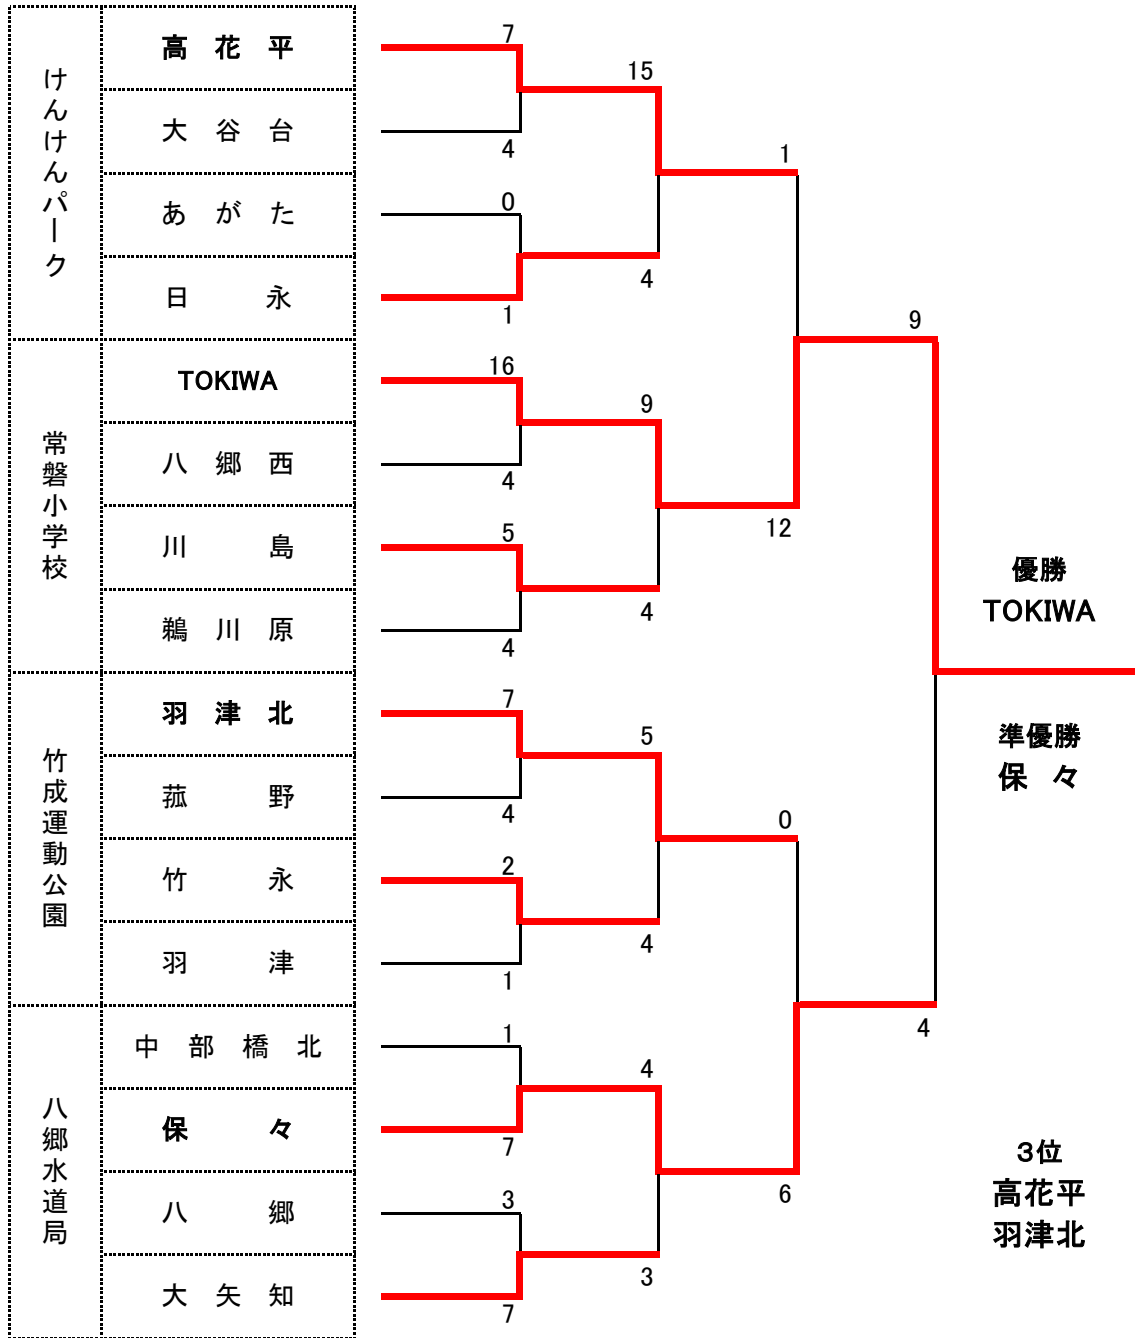 けんけんパーク
高花平
大谷台
あがた
日永
常磐小学校
TOKIWA
八郷西
川島
鵜川原
竹成運動公園
羽津北
菰野
竹永
羽津
八郷水道局
中部橋北
保々
八郷
大矢知
7
4
0
1
16
4
5
4
7
4
2
1
1
7
3
7
15
4
9
4
5
4
4
3
1
12
0
6
9
4
優勝
TOKIWA
準優勝
保々
3位
高花平
羽津北